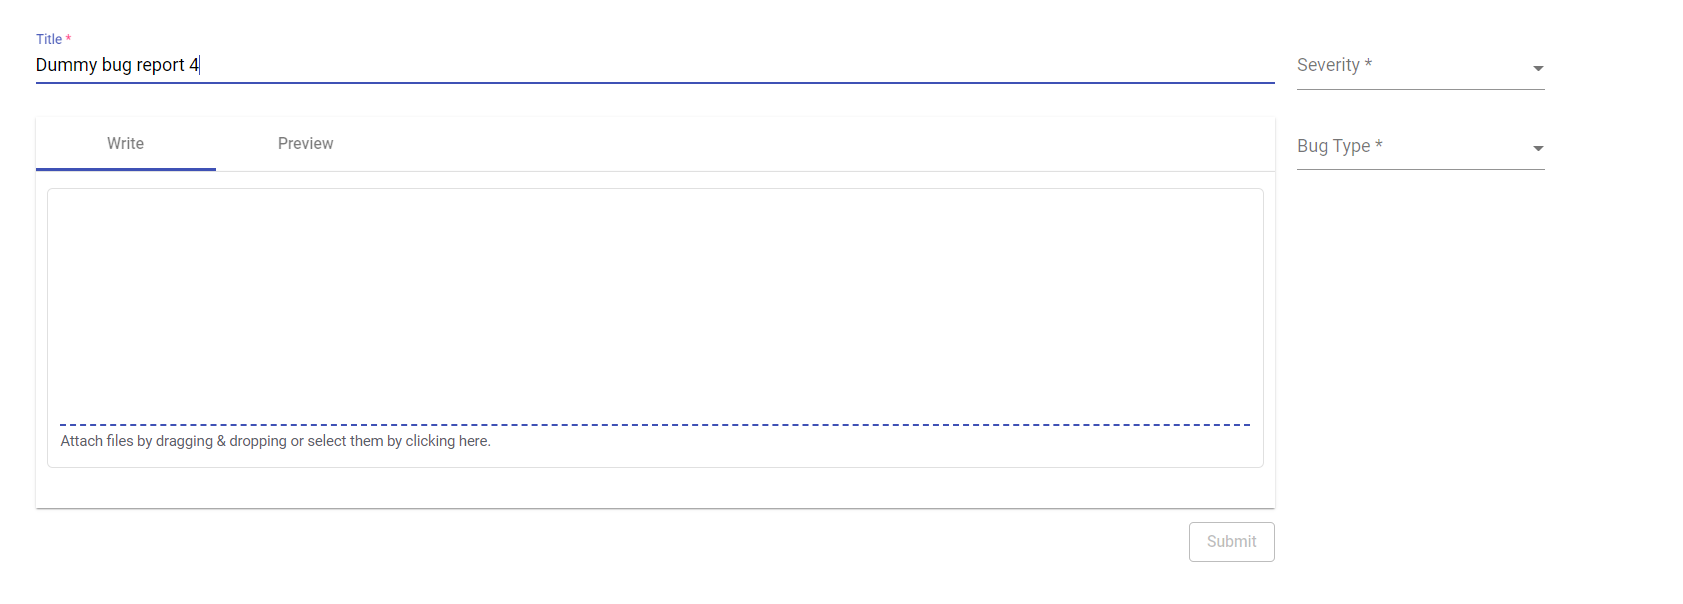 Title *
Dummy bug report 4
Severity *
Write
Preview
Bug Type *
Attach files by dragging & dropping or select them by clicking here.
Submit